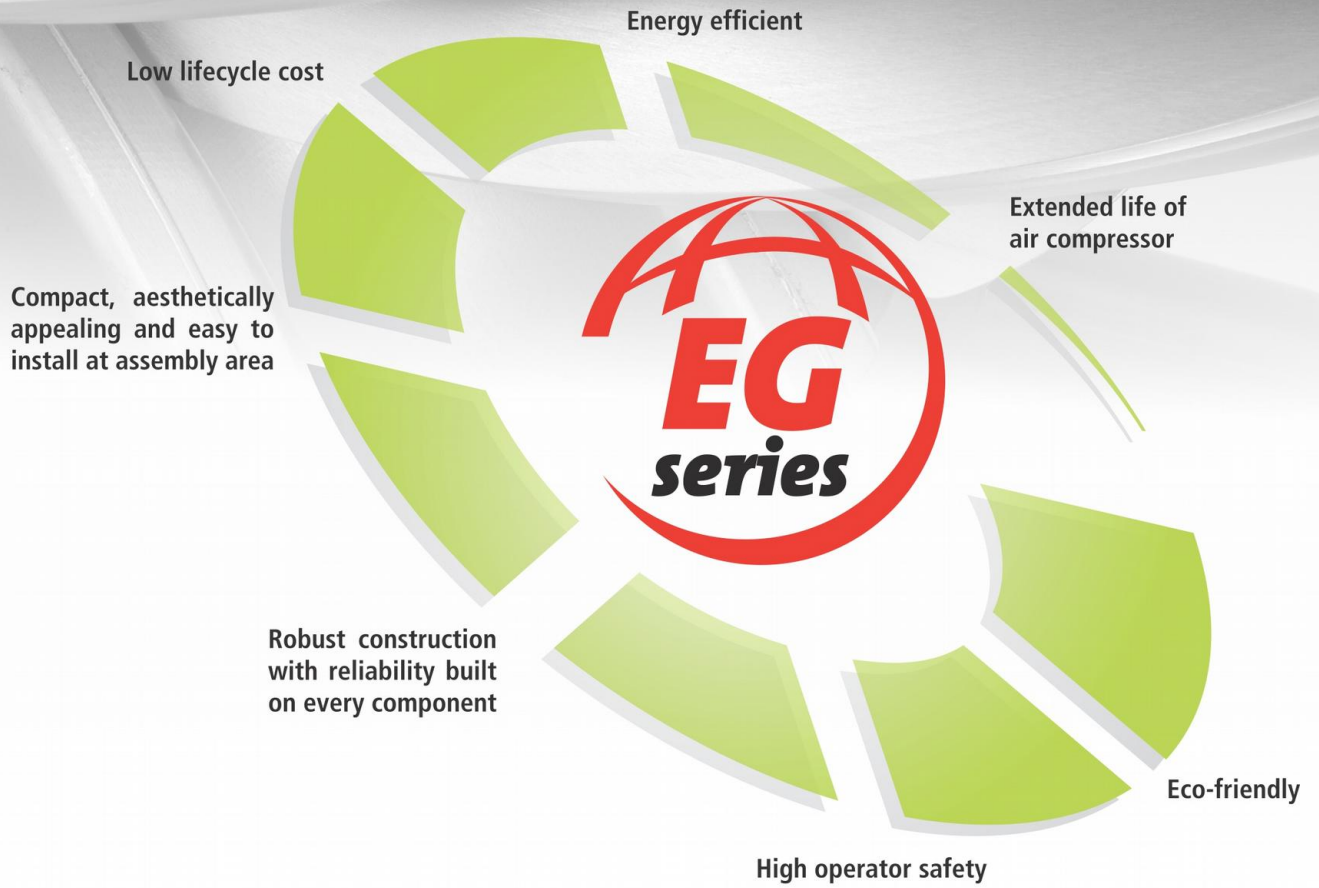 Energy efficient
Low lifecycle cost
Extended life of
air compressor
Compact, aesthetically
appealing and easy to
install at assembly area
EG
series
Robust construction
with reliability built
on every component
Eco-friendly
High operator safety